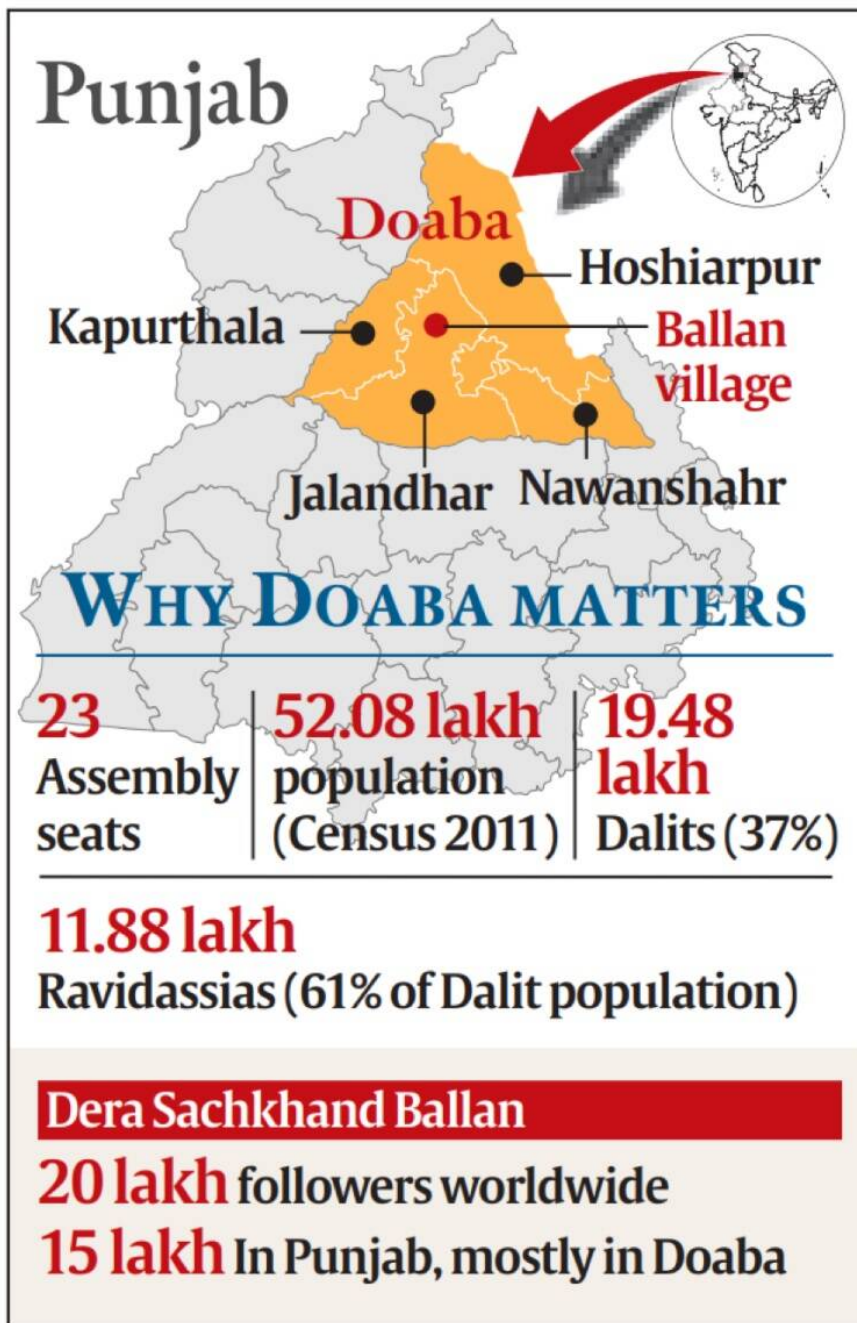 Punjab
Doaba
Hoshiarpur
Kapurthala
Ballan
village
Jalandhar
Nawanshahr
WHY DOABA MATTERS
23
Assembly
seats
52.08 lakh
population
(Census 2011)
19.48
lakh
Dalits (37%)
11.88 lakh
Ravidassias (61% of Dalit population)
Dera Sachkhand Ballan
20 lakh followers worldwide
15 lakh In Punjab, mostly in Doaba